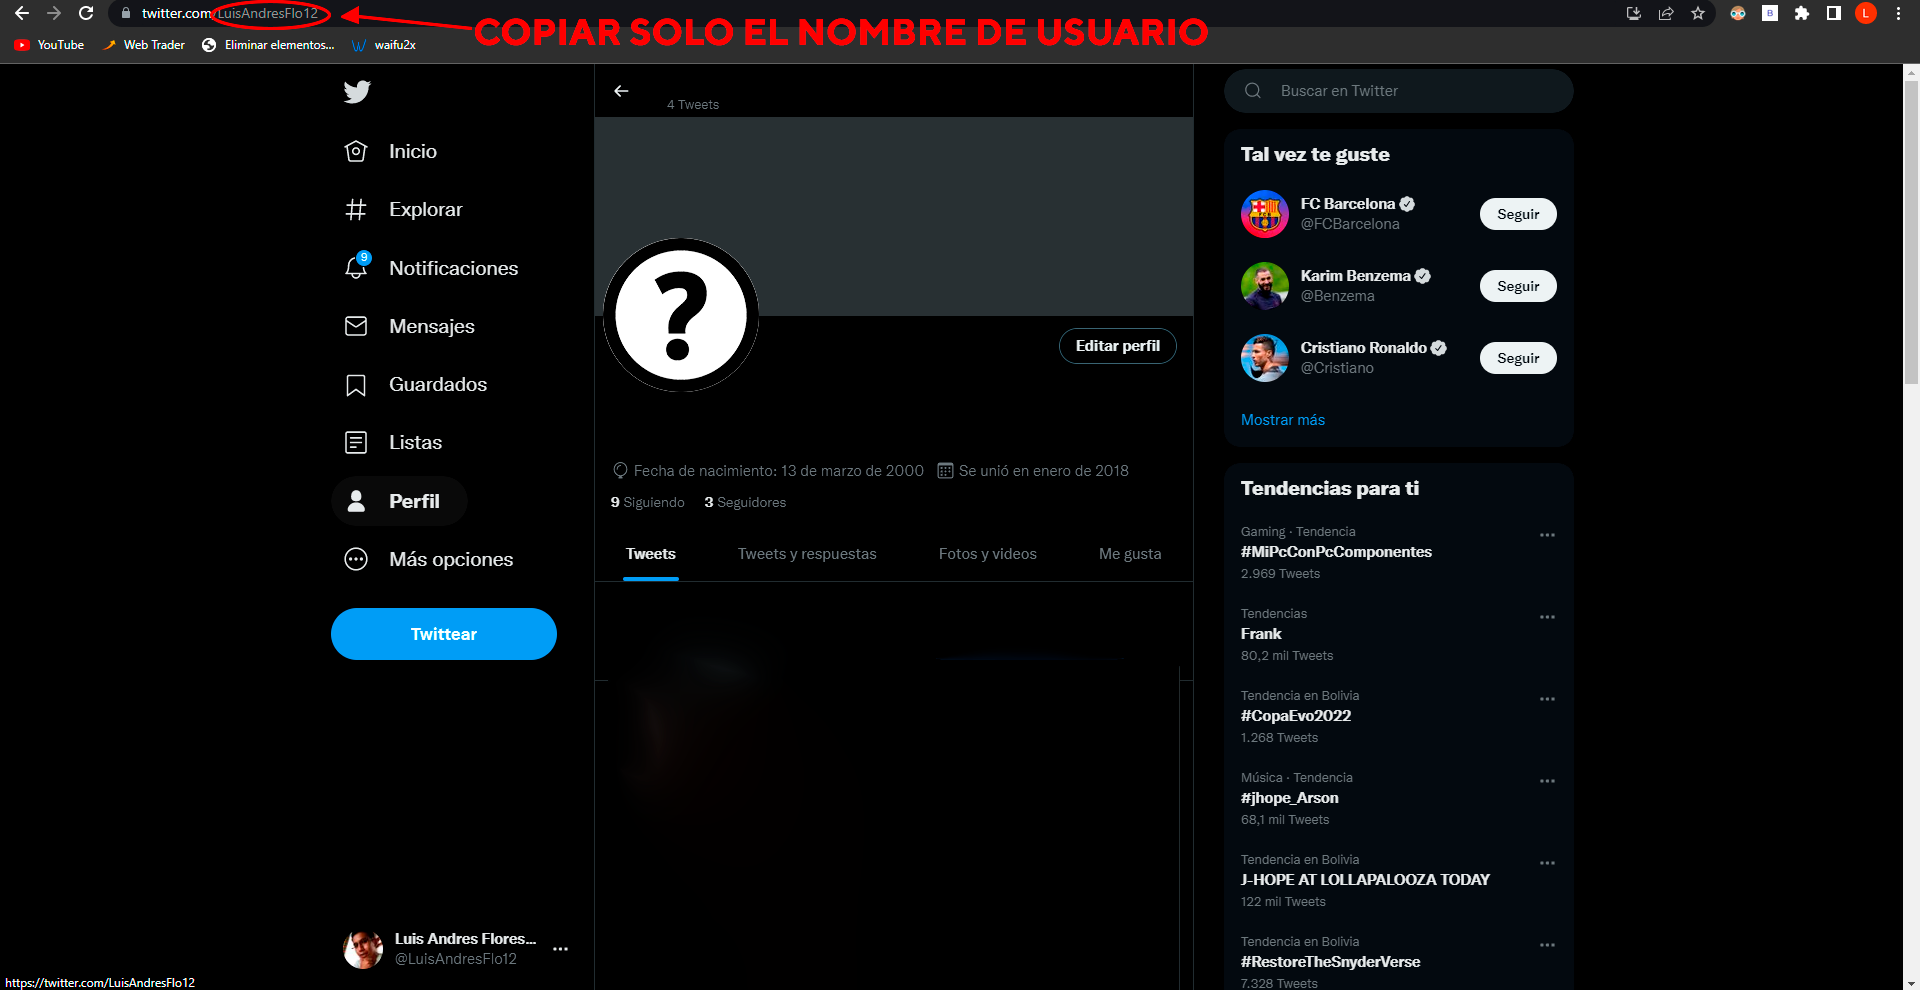 twitter.com/LuisAndresFlo12
COPIAR SOLO EL NOMBRE DE USUARIO
B
L
YouTube
Web Trader
Eliminar elementos...
waifu2x
4 Tweets
Inicio
Explorar
9
Notificaciones
Mensajes
Guardados
Listas
Perfil
Más opciones
Twittear
Luis Andres Flores...
@LuisAndresFlo12
https://twitter.com/LuisAndresFlo12
?
Editar perfil
Fecha de nacimiento: 13 de marzo de 2000 Se unió en enero de 2018
9 Siguiendo 3 Seguidores
Tweets Tweets y respuestas Fotos y videos Me gusta
Buscar en Twitter
Tal vez te guste
FC Barcelona
@FCBarcelona
Seguir
Karim Benzema
@Benzema
Seguir
Cristiano Ronaldo
@Cristiano
Seguir
Mostrar más
Tendencias para ti
Gaming · Tendencia
#MiPcConPcComponentes
2.969 Tweets
Tendencias
Frank
80,2 mil Tweets
Tendencia en Bolivia
#CopaEvo2022
1.268 Tweets
Música · Tendencia
#jhope_Arson
68,1 mil Tweets
Tendencia en Bolivia
J-HOPE AT LOLLAPALOOZA TODAY
122 mil Tweets
Tendencia en Bolivia
#RestoreTheSnyderVerse
7.328 Tweets